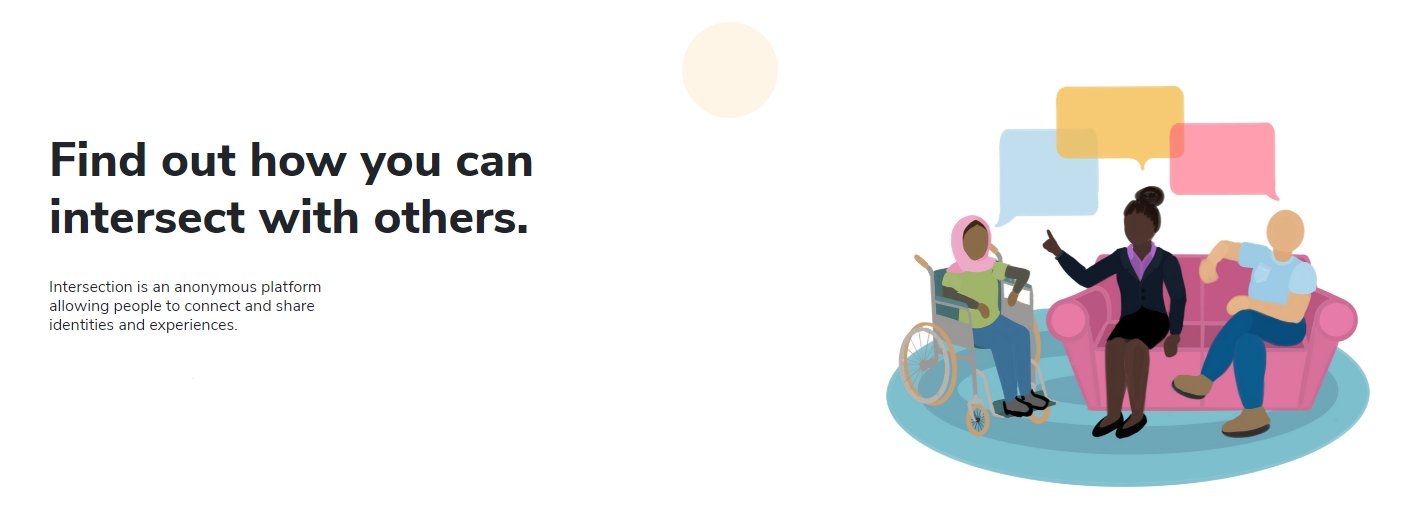 Find out how you can
intersect with others.
Intersection is an anonymous platform
allowing people to connect and share
identities and experiences.